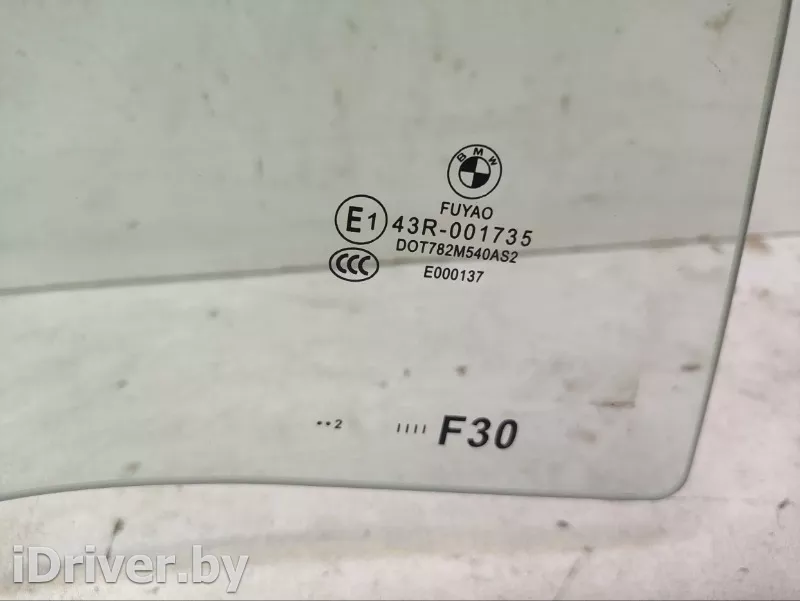 BMW
FUYAO
E1 43R-001735
DOT782M540AS2
CCC E000137
••2 IIII F30
iDriver.by